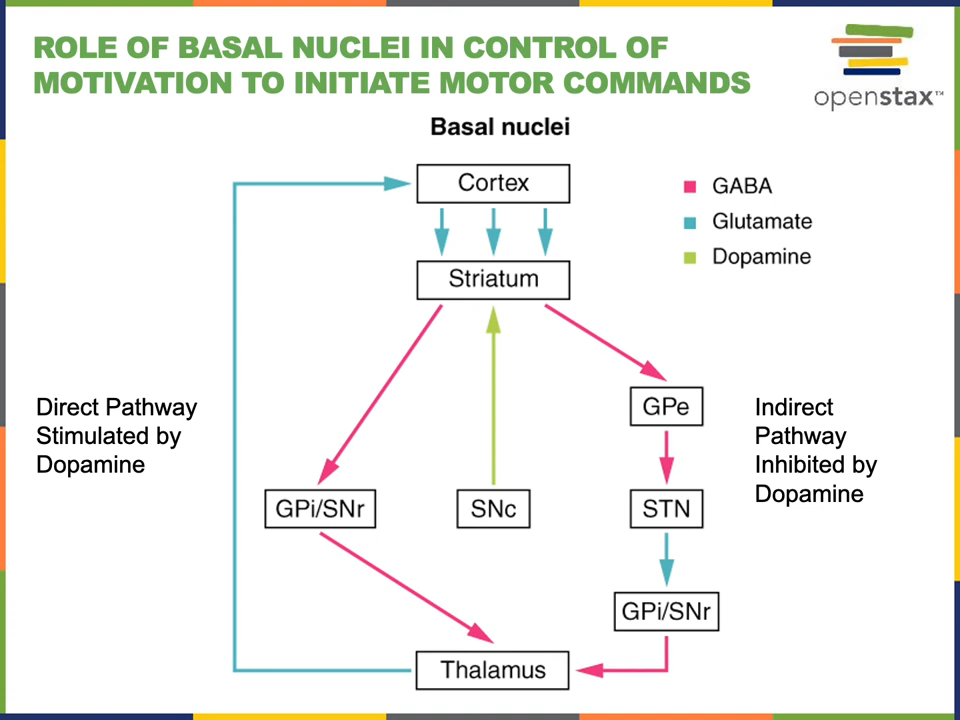 ROLE OF BASAL NUCLEI IN CONTROL OF
MOTIVATION TO INITIATE MOTOR COMMANDS
openstax™
Basal nuclei
Cortex
GABA
Glutamate
Dopamine
Striatum
GPe
Direct Pathway
Stimulated by
Dopamine
Indirect
Pathway
Inhibited by
Dopamine
GPi/SNr
SNc
STN
GPi/SNr
Thalamus